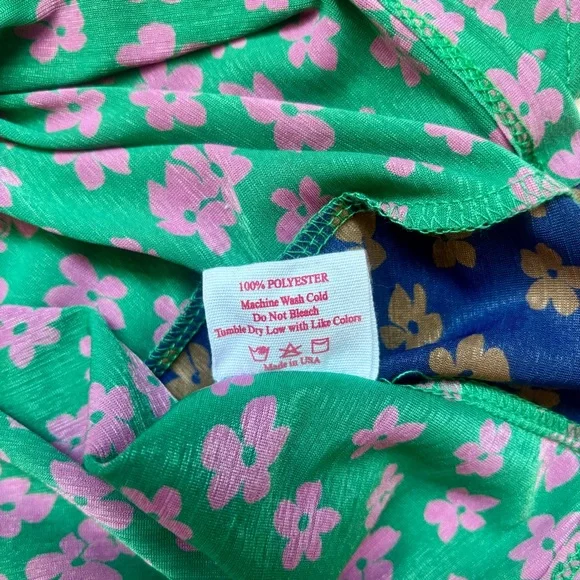 100% POLYESTER
Machine Wash Cold
Do Not Bleach
Tumble Dry Low with Like Colors
Made in USA